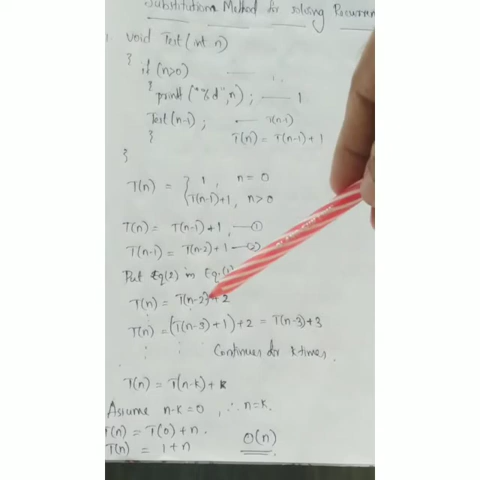 Substitution Method for solving Recurren
1. void Test(int n)
{
if (n>0)
{
printf("%d",n); — 1
Test(n-1); — T(n-1)
} T(n) = T(n-1)+1
}
T(n) = { 1, n=0
T(n-1)+1, n>0
T(n) = T(n-1)+1, —①
T(n-1) = T(n-2)+1 —②
Put Eq(2) in Eq(1)
T(n) = T(n-2)+2
T(n) = (T(n-3)+1)+2 = T(n-3)+3
Continues for k times.
T(n) = T(n-k)+k
Assume n-k=0, ∴ n=k.
T(n) = T(0)+n.
T(n) = 1+n O(n)